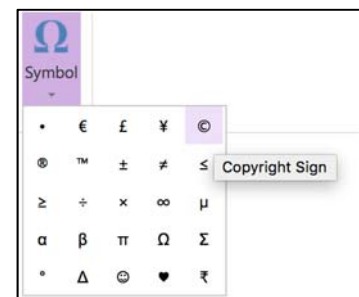 Ω
Symbol
• € £ ¥ ©
® ™ ± ≠ ≤
Copyright Sign
≥ ÷ × ∞ µ
α β π Ω Σ
° Δ ☺ ♥ ₹